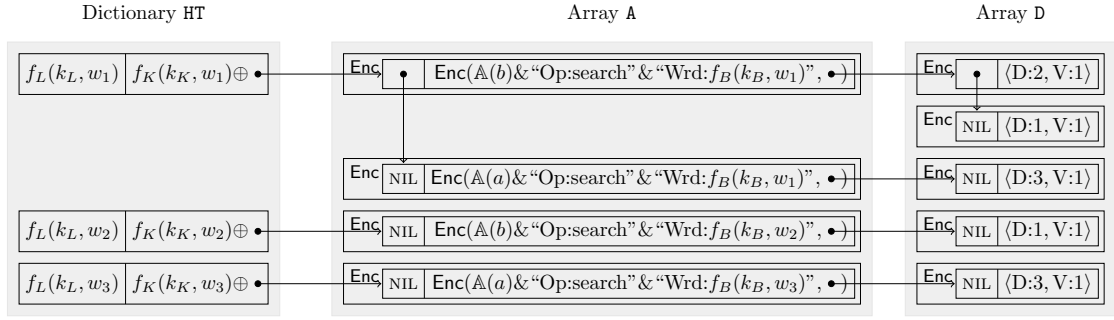 Dictionary HT Array A Array D
f_L(k_L, w_1) f_K(k_K, w_1)⊕ Enc Enc(𝔸(b)&“Op:search”&“Wrd:f_B(k_B, w_1)”, ) Enc ⟨D:2, V:1⟩
Enc NIL ⟨D:1, V:1⟩
Enc NIL Enc(𝔸(a)&“Op:search”&“Wrd:f_B(k_B, w_1)”, ) Enc NIL ⟨D:3, V:1⟩
f_L(k_L, w_2) f_K(k_K, w_2)⊕ Enc NIL Enc(𝔸(b)&“Op:search”&“Wrd:f_B(k_B, w_2)”, ) Enc NIL ⟨D:1, V:1⟩
f_L(k_L, w_3) f_K(k_K, w_3)⊕ Enc NIL Enc(𝔸(a)&“Op:search”&“Wrd:f_B(k_B, w_3)”, ) Enc NIL ⟨D:3, V:1⟩